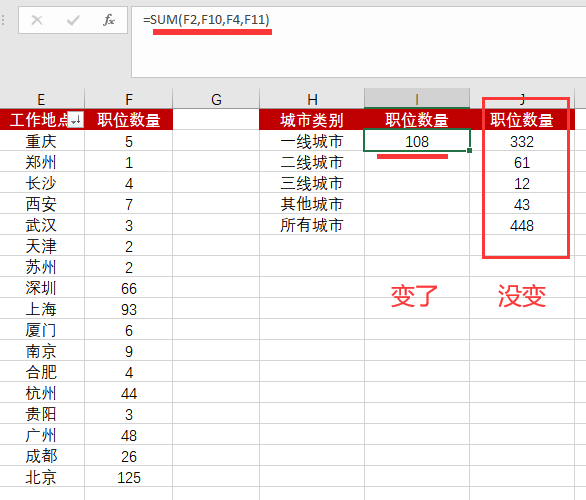 fx =SUM(F2,F10,F4,F11)
E F G H I J
工作地点 职位数量 城市类别 职位数量 职位数量
重庆 5 一线城市 108 332
郑州 1 二线城市 61
长沙 4 三线城市 12
西安 7 其他城市 43
武汉 3 所有城市 448
天津 2
苏州 2
深圳 66 变了 没变
上海 93
厦门 6
南京 9
合肥 4
杭州 44
贵阳 3
广州 48
成都 26
北京 125